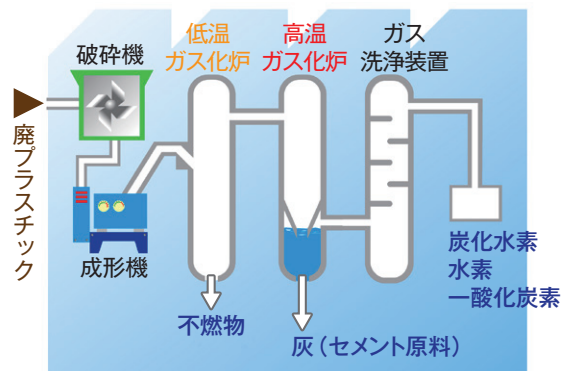 廃プラスチック
破砕機
成形機
低温
ガス化炉
高温
ガス化炉
ガス
洗浄装置
不燃物
灰（セメント原料）
炭化水素
水素
一酸化炭素